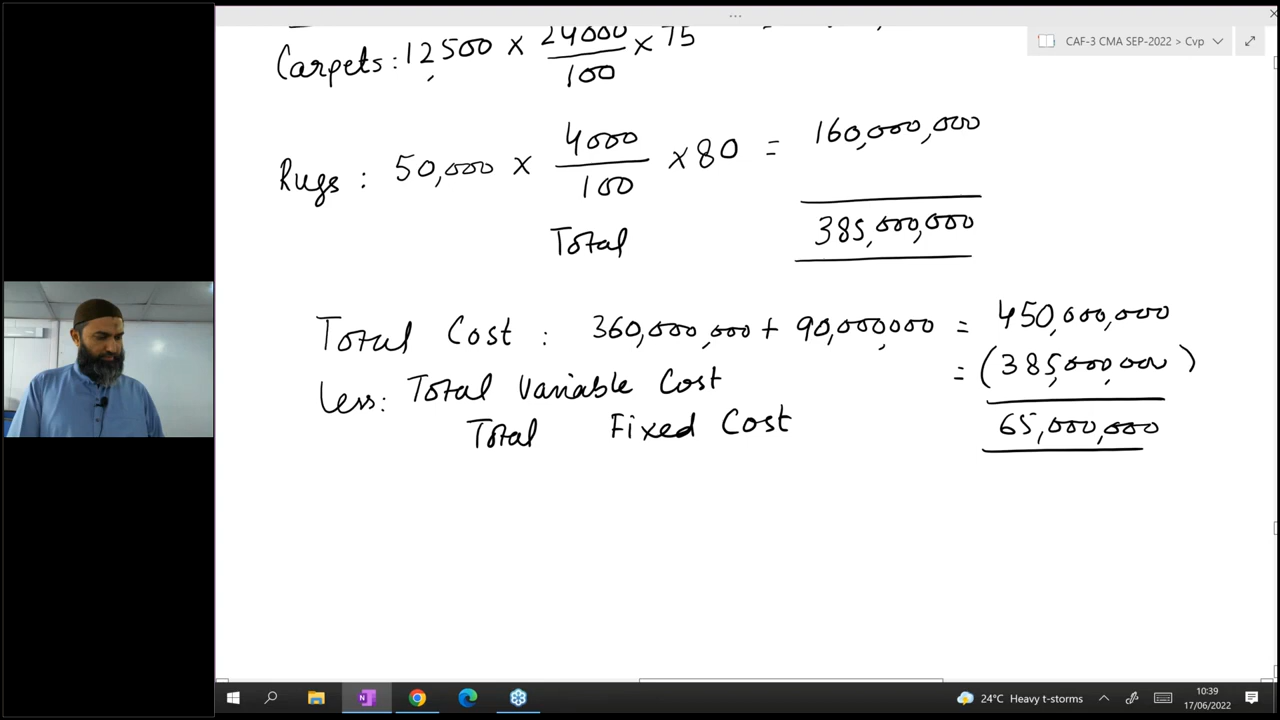 CAF-3 CMA SEP-2022 > Cvp
Carpets: 12500 × 24000/100 × 75
Rugs : 50,000 × 4000/100 × 80 = 160,000,000
Total 385,000,000
Total Cost : 360,000,000 + 90,000,000 = 450,000,000
Less: Total Variable Cost = (385,000,000)
Total Fixed Cost 65,000,000
24°C Heavy t-storms
10:39
17/06/2022